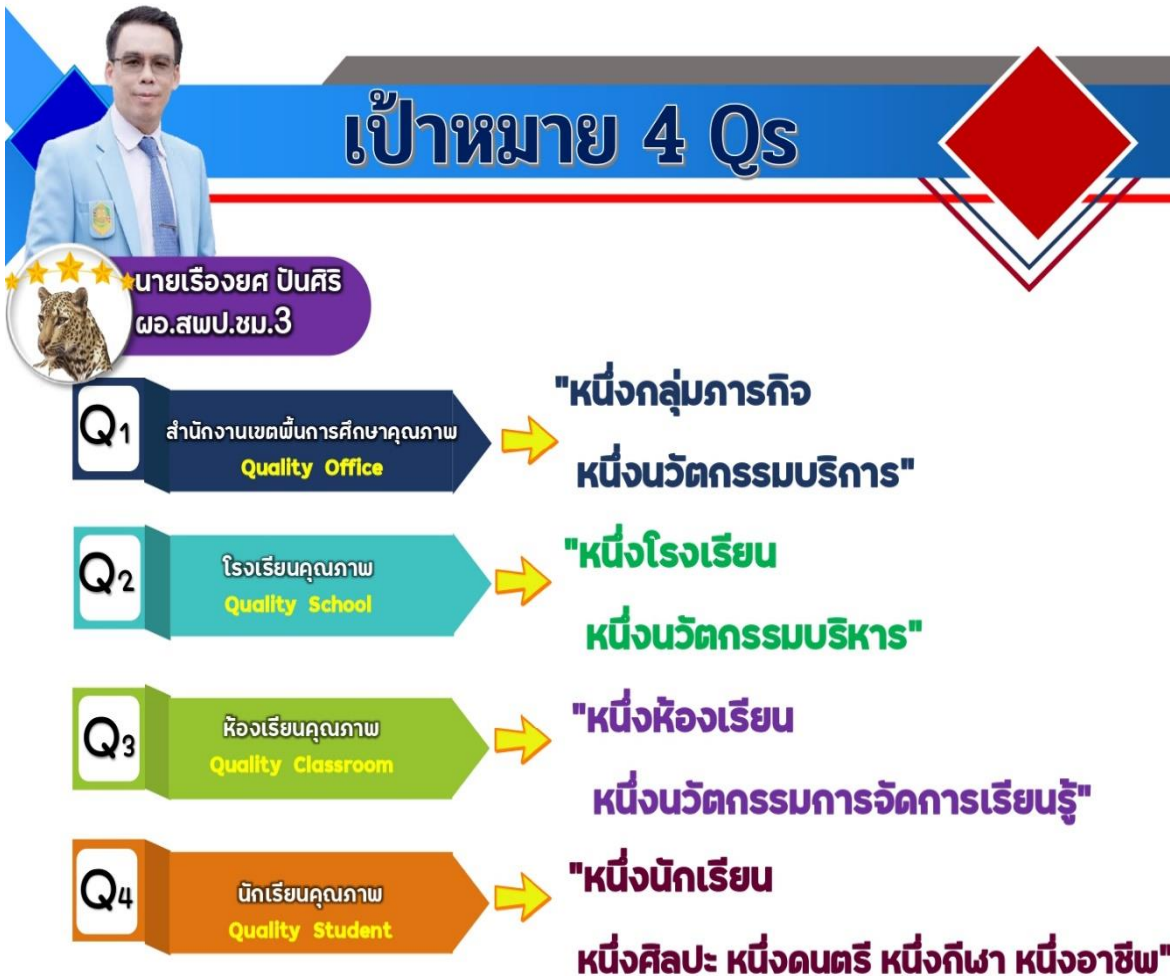 เป้าหมาย 4 Qs
นายเรืองยศ ปันศิริ
ผอ.สพป.ชม.3
Q1
สำนักงานเขตพื้นการศึกษาคุณภาพ
Quality Office
"หนึ่งกลุ่มภารกิจ
หนึ่งนวัตกรรมบริการ"
Q2
โรงเรียนคุณภาพ
Quality School
"หนึ่งโรงเรียน
หนึ่งนวัตกรรมบริหาร"
Q3
ห้องเรียนคุณภาพ
Quality Classroom
"หนึ่งห้องเรียน
หนึ่งนวัตกรรมการจัดการเรียนรู้"
Q4
นักเรียนคุณภาพ
Quality Student
"หนึ่งนักเรียน
หนึ่งศิลปะ หนึ่งดนตรี หนึ่งกีฬา หนึ่งอาชีพ"